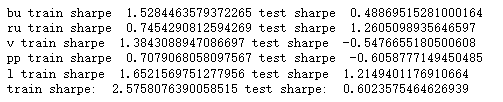 bu train sharpe 1.5284463579372265 test sharpe 0.48869515281000164
ru train sharpe 0.7454290812594269 test sharpe 1.2605098935646597
v train sharpe 1.3843088947086697 test sharpe -0.5476655180500608
pp train sharpe 0.7079068058097567 test sharpe -0.6058777149450485
l train sharpe 1.6521569751277956 test sharpe 1.2149401176910664
train sharpe: 2.5758076390058515 test sharpe: 0.6023575464626939